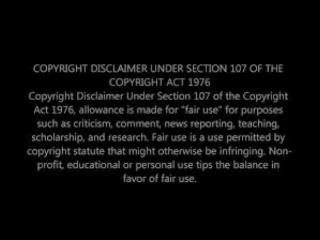 COPYRIGHT DISCLAIMER UNDER SECTION 107 OF THE
COPYRIGHT ACT 1976
Copyright Disclaimer Under Section 107 of the Copyright
Act 1976, allowance is made for "fair use" for purposes
such as criticism, comment, news reporting, teaching,
scholarship, and research. Fair use is a use permitted by
copyright statute that might otherwise be infringing. Non-
profit, educational or personal use tips the balance in
favor of fair use.